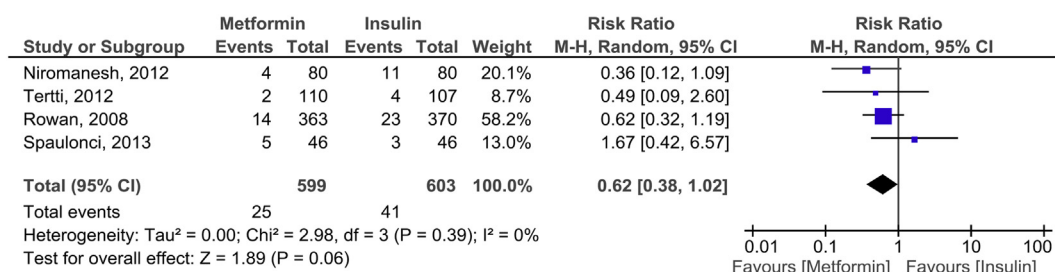 Metformin Insulin Risk Ratio Risk Ratio
Study or Subgroup Events Total Events Total Weight M-H, Random, 95% CI M-H, Random, 95% CI
Niromanesh, 2012 4 80 11 80 20.1% 0.36 [0.12, 1.09]
Tertti, 2012 2 110 4 107 8.7% 0.49 [0.09, 2.60]
Rowan, 2008 14 363 23 370 58.2% 0.62 [0.32, 1.19]
Spaulonci, 2013 5 46 3 46 13.0% 1.67 [0.42, 6.57]
Total (95% CI) 599 603 100.0% 0.62 [0.38, 1.02]
Total events 25 41
Heterogeneity: Tau² = 0.00; Chi² = 2.98, df = 3 (P = 0.39); I² = 0%
Test for overall effect: Z = 1.89 (P = 0.06)
0.01 0.1 1 10 100
Favours [Metformin] Favours [Insulin]